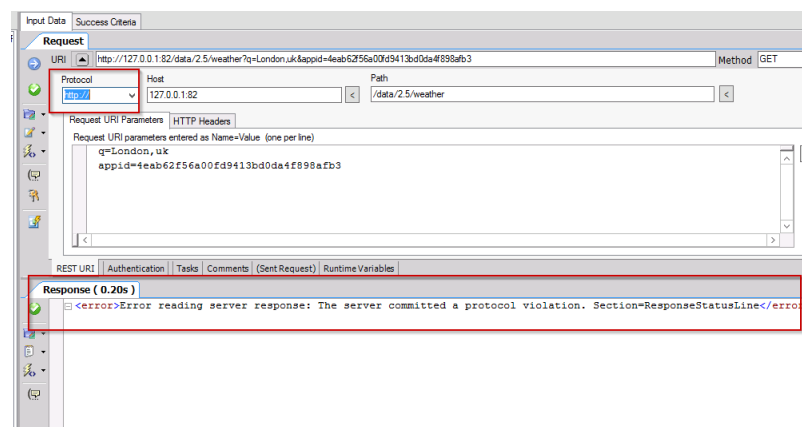 Input Data Success Criteria
Request
URI http://127.0.0.1:82/data/2.5/weather?q=London,uk&appid=4eab62f56a00fd9413bd0da4f898afb3 Method GET
Protocol Host Path
http:// 127.0.0.1:82 < /data/2.5/weather <
Request URI Parameters HTTP Headers
Request URI parameters entered as Name=Value (one per line)
q=London,uk
appid=4eab62f56a00fd9413bd0da4f898afb3
REST URI Authentication Tasks Comments (Sent Request) Runtime Variables
Response ( 0.20s )
<error>Error reading server response: The server committed a protocol violation. Section=ResponseStatusLine</erro